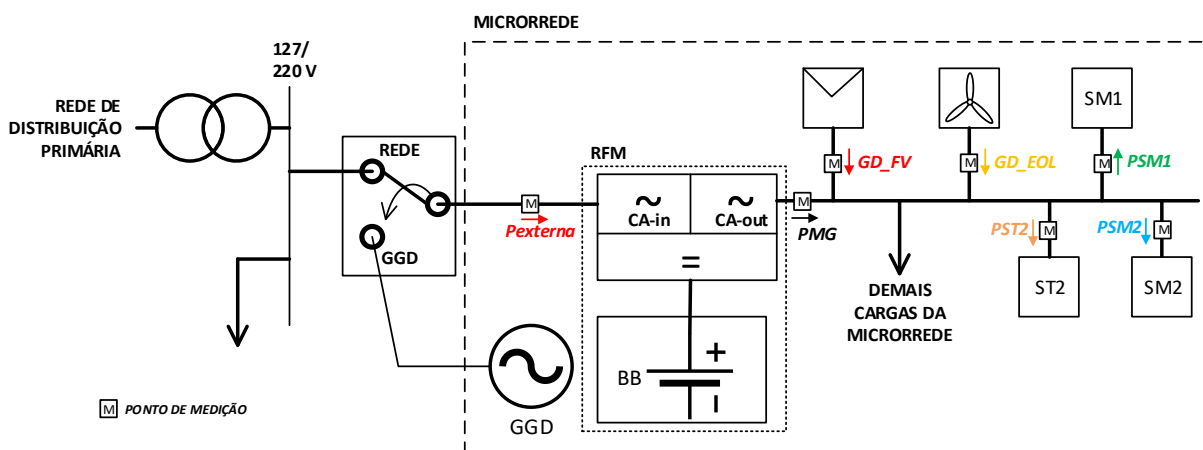 MICRORREDE
127/
220 V
REDE DE
DISTRIBUIÇÃO
PRIMÁRIA
REDE
GGD
RFM
CA-in
CA-out
M
Pexterna
M
PMG
M
GD_FV
M
GD_EOL
SM1
M
PSM1
PST2
M
PSM2
M
ST2
SM2
DEMAIS
CARGAS DA
MICRORREDE
BB
GGD
M PONTO DE MEDIÇÃO